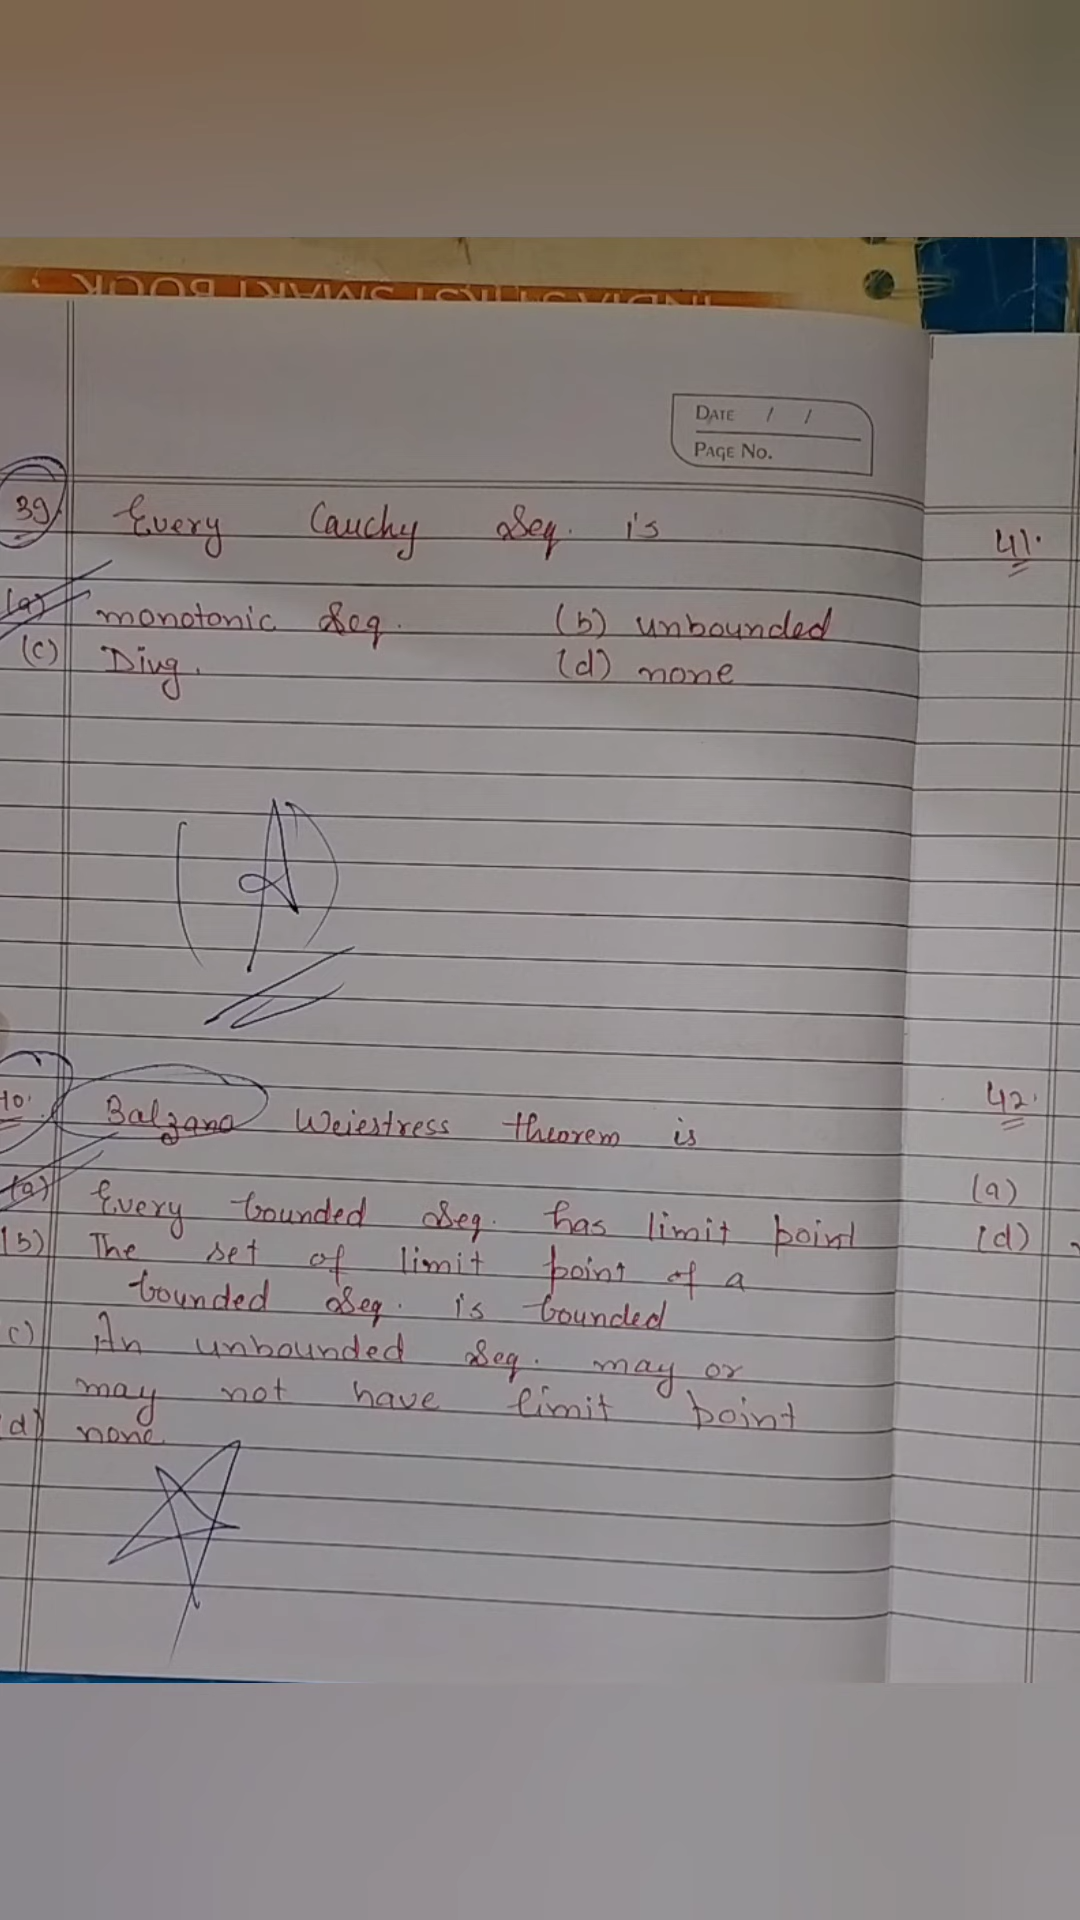 DATE / /
PAGE No.
39. Every Cauchy Seq. is
(a) monotonic Seq. (b) unbounded
(c) Divg. (d) none
(A)
40. Balzano Weiestress theorem is
(a) Every bounded Seq. has limit point
(b) The set of limit point of a
bounded Seq. is bounded
(c) An unbounded Seq. may or
may not have limit point
(d) none
41.
42.
(a)
(d)